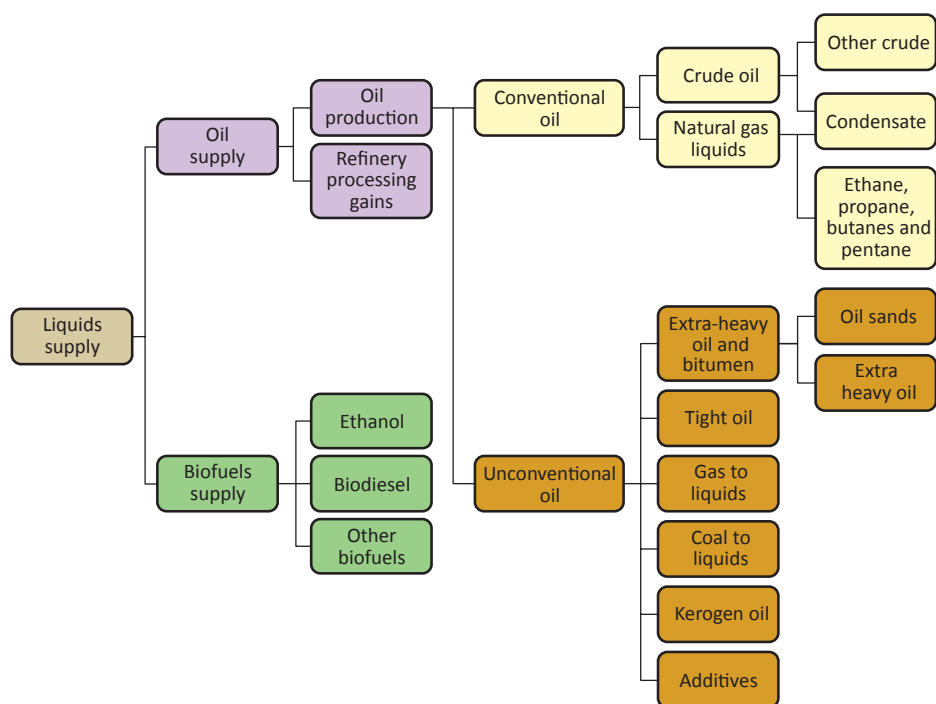 Other crude
Crude oil
Oil
production
Conventional
oil
Condensate
Natural gas
liquids
Oil
supply
Refinery
processing
gains
Ethane,
propane,
butanes and
pentane
Liquids
supply
Extra-heavy
oil and
bitumen
Oil sands
Extra
heavy oil
Ethanol
Tight oil
Biofuels
supply
Biodiesel
Unconventional
oil
Gas to
liquids
Other
biofuels
Coal to
liquids
Kerogen oil
Additives